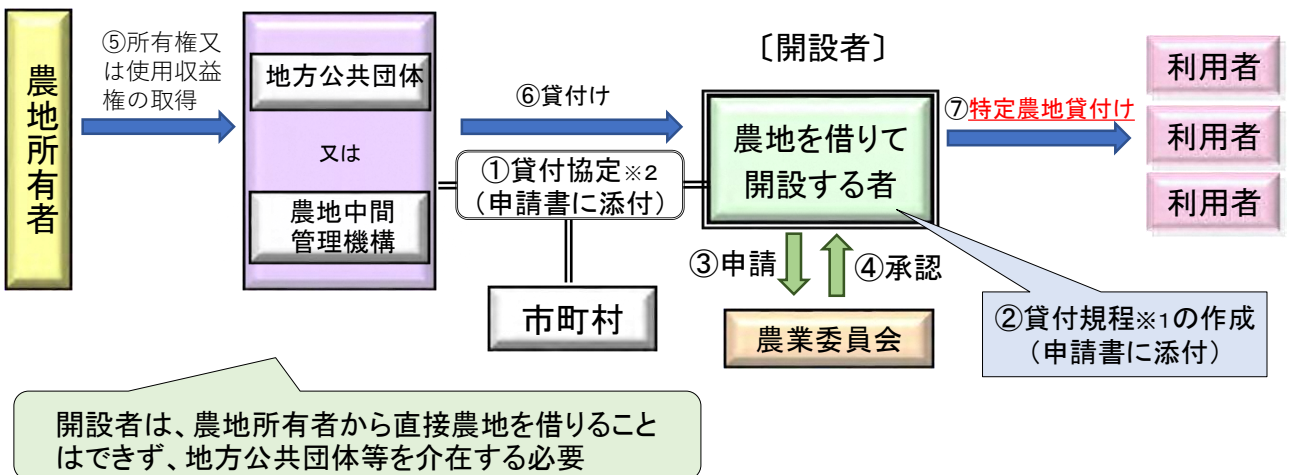 農地所有者
⑤所有権又
は使用収益
権の取得
地方公共団体
又は
農地中間
管理機構
⑥貸付け
①貸付協定※2
（申請書に添付）
市町村
〔開設者〕
農地を借りて
開設する者
③申請
④承認
農業委員会
②貸付規程※1の作成
（申請書に添付）
⑦特定農地貸付け
利用者
利用者
利用者
開設者は、農地所有者から直接農地を借りること
はできず、地方公共団体等を介在する必要